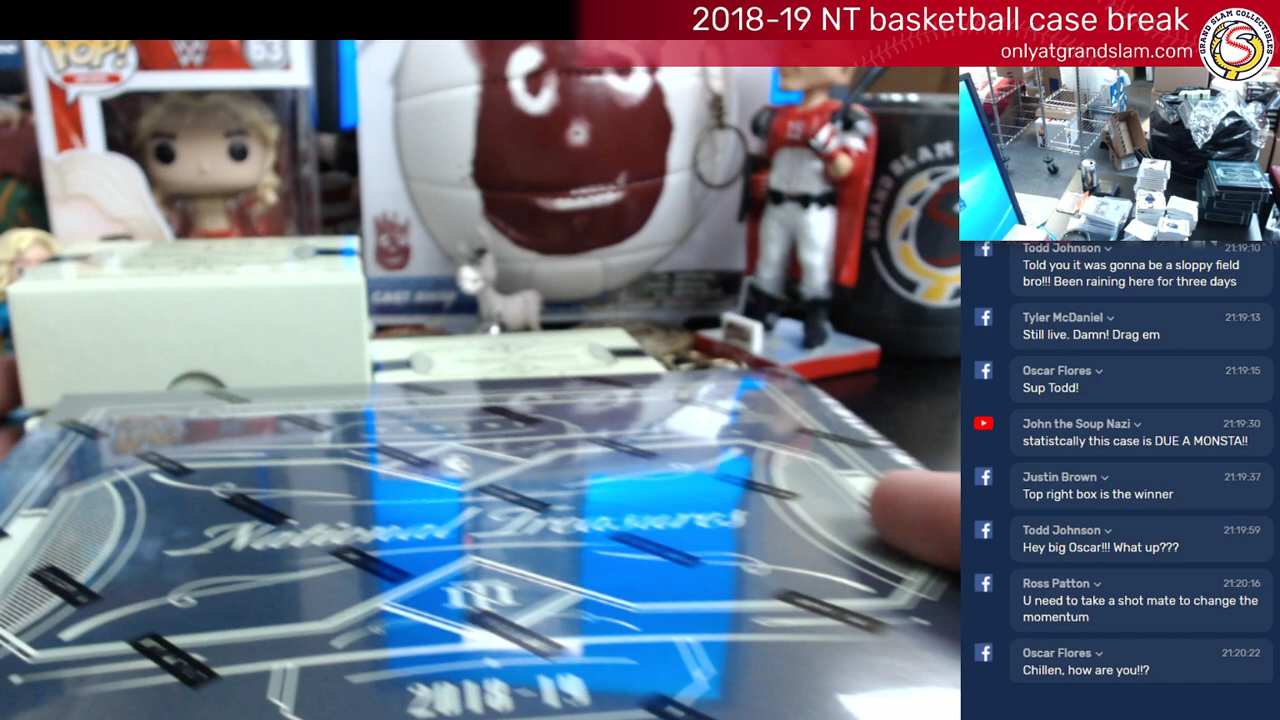 2018-19 NT basketball case break
onlyatgrandslam.com
GRAND SLAM COLLECTIBLES
POP!
63
GRAND SLAM
CAST AWAY
National Treasures
2018-19
Todd Johnson 21:19:10
Told you it was gonna be a sloppy field
bro!!! Been raining here for three days
Tyler McDaniel 21:19:13
Still live. Damn! Drag em
Oscar Flores 21:19:15
Sup Todd!
John the Soup Nazi 21:19:30
statistcally this case is DUE A MONSTA!!
Justin Brown 21:19:37
Top right box is the winner
Todd Johnson 21:19:59
Hey big Oscar!!! What up???
Ross Patton 21:20:16
U need to take a shot mate to change the
momentum
Oscar Flores 21:20:22
Chillen, how are you!!?